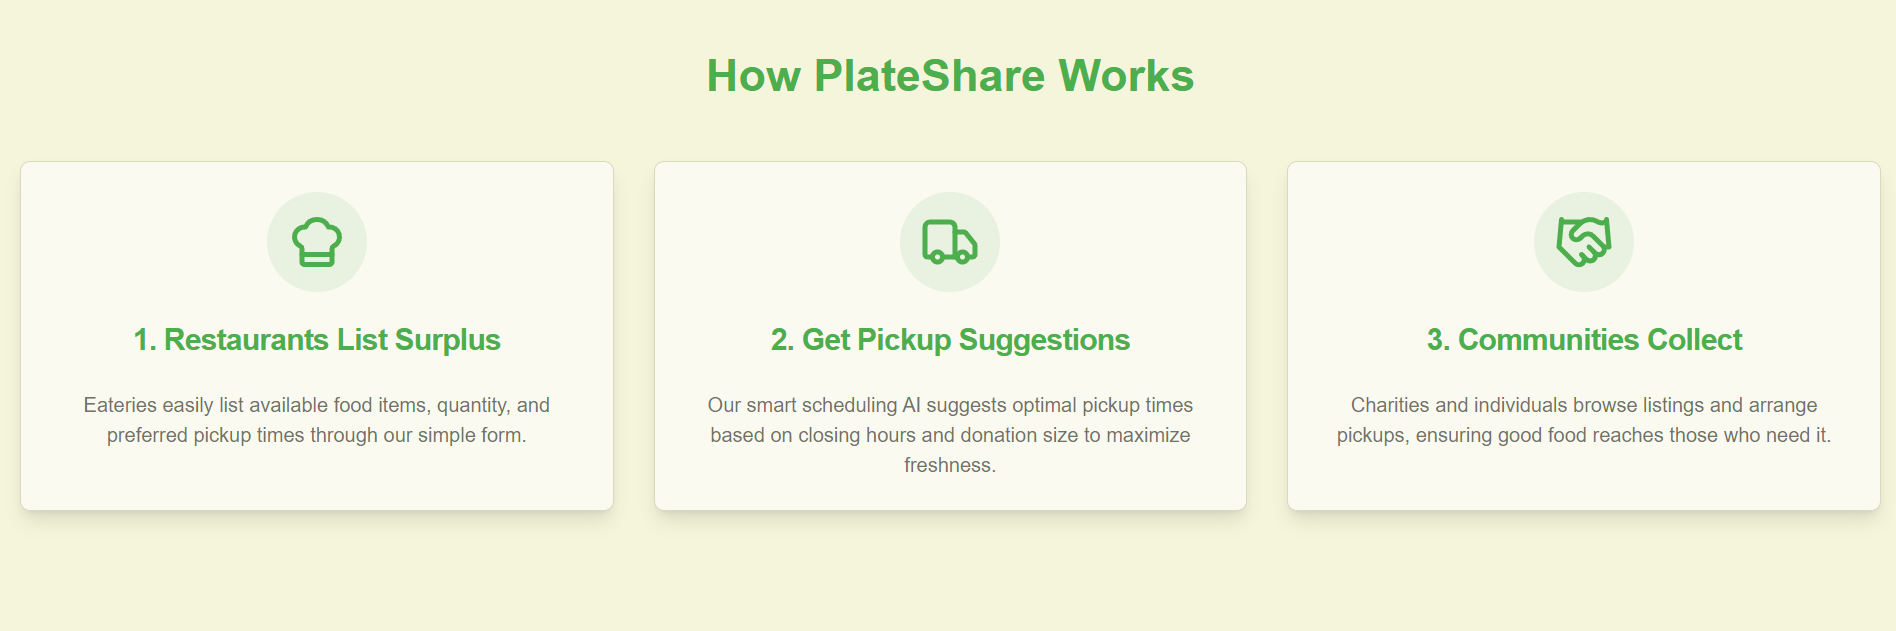 How PlateShare Works
1. Restaurants List Surplus
Eateries easily list available food items, quantity, and
preferred pickup times through our simple form.
2. Get Pickup Suggestions
Our smart scheduling AI suggests optimal pickup times
based on closing hours and donation size to maximize
freshness.
3. Communities Collect
Charities and individuals browse listings and arrange
pickups, ensuring good food reaches those who need it.